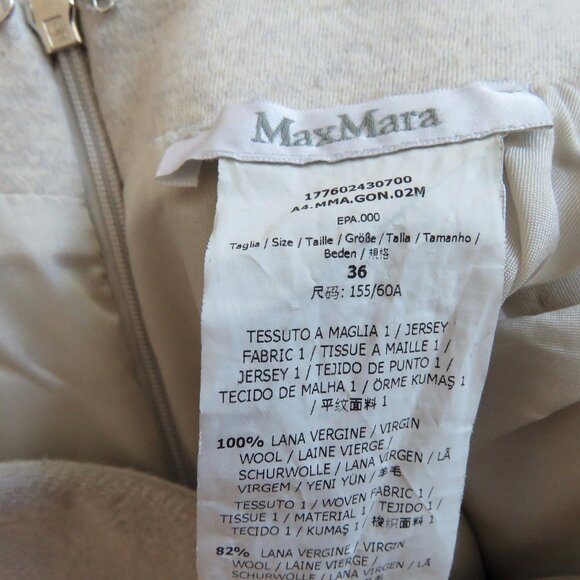 MaxMara
177602430700
A4.MMA.GON.02M
EPA.000
Taglia / Size / Taille / Größe / Talla / Tamanho /
Beden / 規格
36
尺码: 155/60A
TESSUTO A MAGLIA 1 / JERSEY
FABRIC 1 / TISSUE A MAILLE 1 /
JERSEY 1 / TEJIDO DE PUNTO 1 /
TECIDO DE MALHA 1 / ÖRME KUMAŞ 1
/ 平纹面料 1
100% LANA VERGINE / VIRGIN
WOOL / LAINE VIERGE /
SCHURWOLLE / LANA VIRGEN / LÃ
VIRGEM / YENI YÜN / 羊毛
TESSUTO 1 / WOVEN FABRIC 1 /
TISSUE 1 / MATERIAL 1 / TEJIDO 1 /
TECIDO 1 / KUMAŞ 1 / 梭织面料 1
82% LANA VERGINE / VIRGIN
WOOL / LAINE VIERGE /
SCHURWOLLE / LANA VIRGEN / LÃ